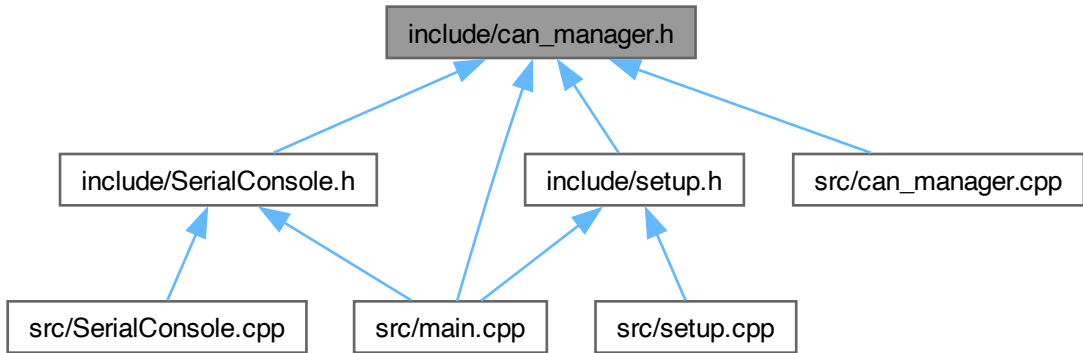 include/can_manager.h
include/SerialConsole.h
include/setup.h
src/can_manager.cpp
src/SerialConsole.cpp
src/main.cpp
src/setup.cpp